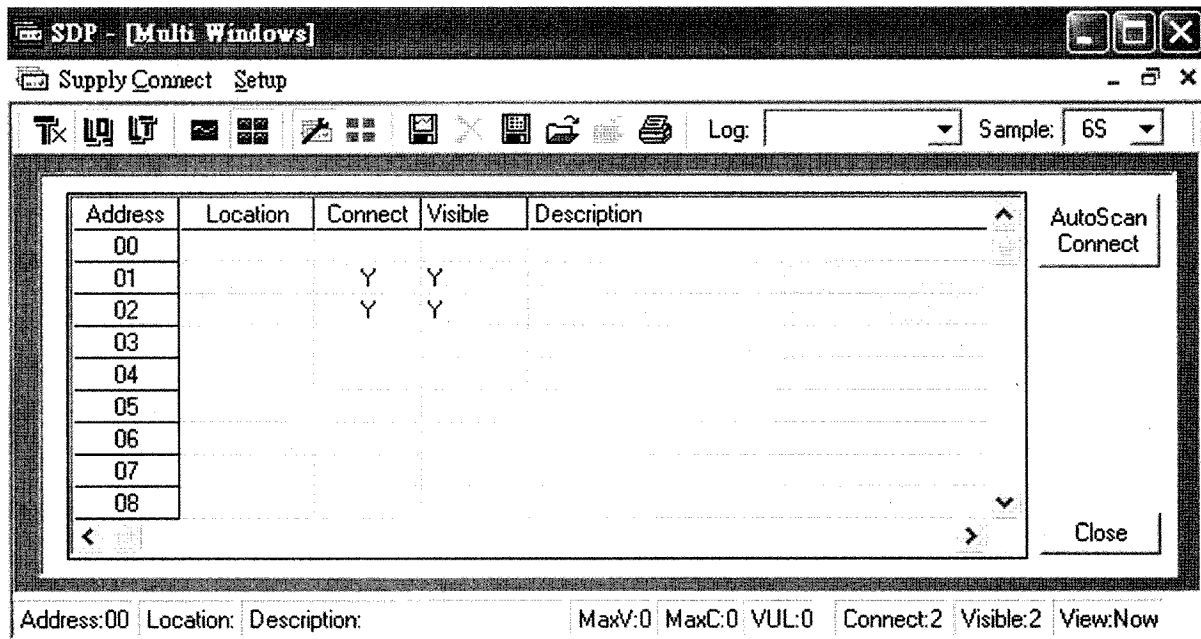 SDP - [Multi Windows]
Supply Connect Setup
Log: Sample: 6S
Address Location Connect Visible Description
AutoScan
Connect
00
01 Y Y
02 Y Y
03
04
05
06
07
08
Close
Address:00 Location: Description: MaxV:0 MaxC:0 VUL:0 Connect:2 Visible:2 View:Now